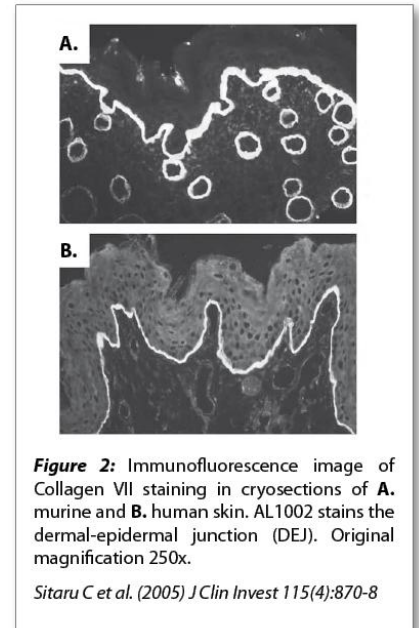 A.
B.
Figure 2: Immunofluorescence image of
Collagen VII staining in cryosections of A.
murine and B. human skin. AL1002 stains the
dermal-epidermal junction (DEJ). Original
magnification 250x.
Sitaru C et al. (2005) J Clin Invest 115(4):870-8